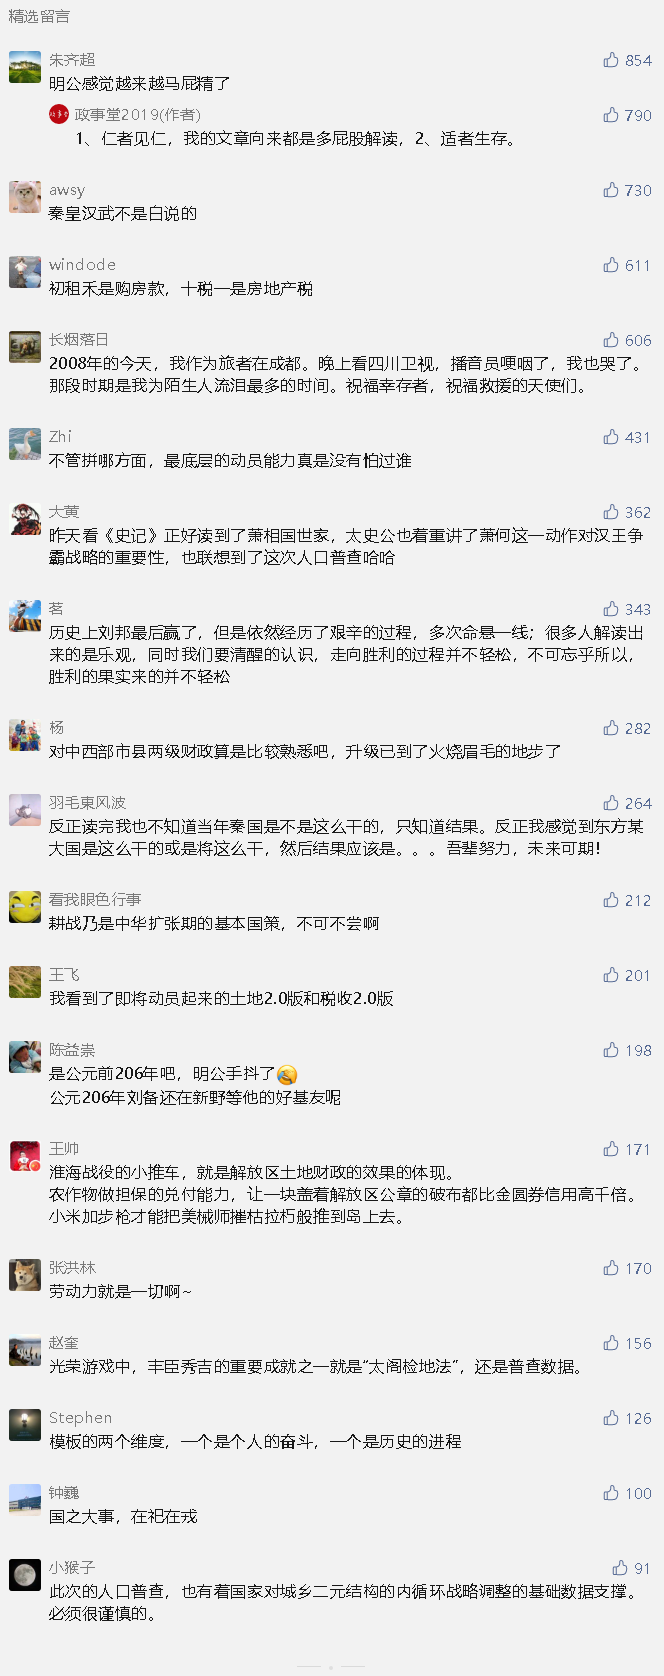 精选留言
朱齐超
854
明公感觉越来越马屁精了
政事堂2019(作者)
790
1、仁者见仁，我的文章向来都是多屁股解读，2、适者生存。
awsy
730
秦皇汉武不是白说的
windode
611
初租禾是购房款，十税一是房地产税
长烟落日
606
2008年的今天，我作为旅者在成都。晚上看四川卫视，播音员哽咽了，我也哭了。
那段时期是我为陌生人流泪最多的时间。祝福幸存者，祝福救援的天使们。
Zhi
431
不管拼哪方面，最底层的动员能力真是没有怕过谁
大黄
362
昨天看《史记》正好读到了萧相国世家，太史公也着重讲了萧何这一动作对汉王争
霸战略的重要性，也联想到了这次人口普查哈哈
茗
343
历史上刘邦最后赢了，但是依然经历了艰辛的过程，多次命悬一线；很多人解读出
来的是乐观，同时我们要清醒的认识，走向胜利的过程并不轻松，不可忘乎所以，
胜利的果实来的并不轻松
杨
282
对中西部市县两级财政算是比较熟悉吧，升级已到了火烧眉毛的地步了
羽毛東风波
264
反正读完我也不知道当年秦国是不是这么干的，只知道结果。反正我感觉到东方某
大国是这么干的或是将这么干，然后结果应该是。。。吾辈努力，未来可期！
看我眼色行事
212
耕战乃是中华扩张期的基本国策，不可不尝啊
王飞
201
我看到了即将动员起来的土地2.0版和税收2.0版
陈益崇
198
是公元前206年吧，明公手抖了
公元206年刘备还在新野等他的好基友呢
王帅
171
淮海战役的小推车，就是解放区土地财政的效果的体现。
农作物做担保的兑付能力，让一块盖着解放区公章的破布都比金圆券信用高千倍。
小米加步枪才能把美械师摧枯拉朽般推到岛上去。
张洪林
170
劳动力就是一切啊~
赵奎
156
光荣游戏中，丰臣秀吉的重要成就之一就是“太阁检地法”，还是普查数据。
Stephen
126
模板的两个维度，一个是个人的奋斗，一个是历史的进程
钟巍
100
国之大事，在祀在戎
小猴子
91
此次的人口普查，也有着国家对城乡二元结构的内循环战略调整的基础数据支撑。
必须很谨慎的。